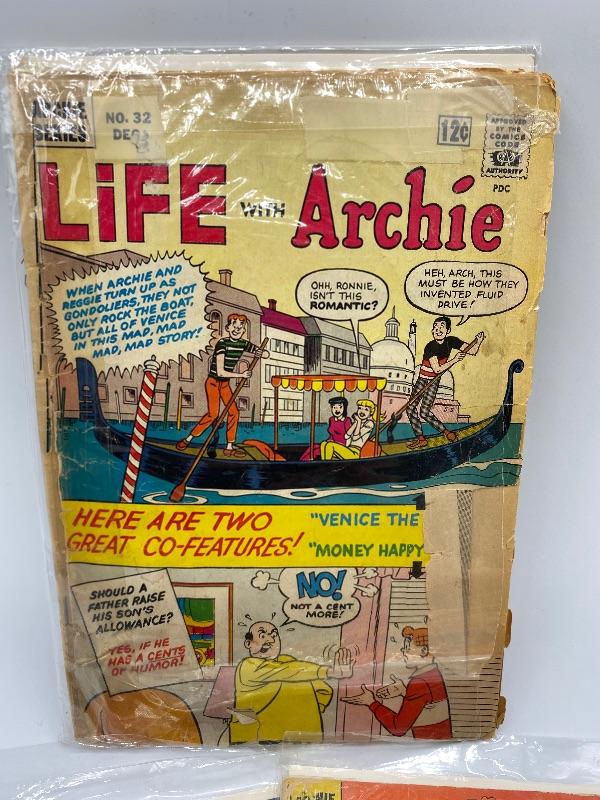 ARCHIE
SERIES
NO. 32
DEC.
12¢
APPROVED
BY THE
COMICS
CODE
AUTHORITY
PDC
LiFE WITH Archie
WHEN ARCHIE AND
REGGIE TURN UP AS
GONDOLIERS, THEY NOT
ONLY ROCK THE BOAT,
BUT ALL OF VENICE
IN THIS MAD, MAD
MAD, MAD STORY!
OHH, RONNIE,
ISN'T THIS
ROMANTIC?
HEH, ARCH, THIS
MUST BE HOW THEY
INVENTED FLUID
DRIVE!
HERE ARE TWO
GREAT CO-FEATURES!
"VENICE THE
"MONEY HAPPY
SHOULD A
FATHER RAISE
HIS SON'S
ALLOWANCE?
YES, IF HE
HAS A CENTS
OF HUMOR!
NO!
NOT A CENT
MORE!
ARCHIE